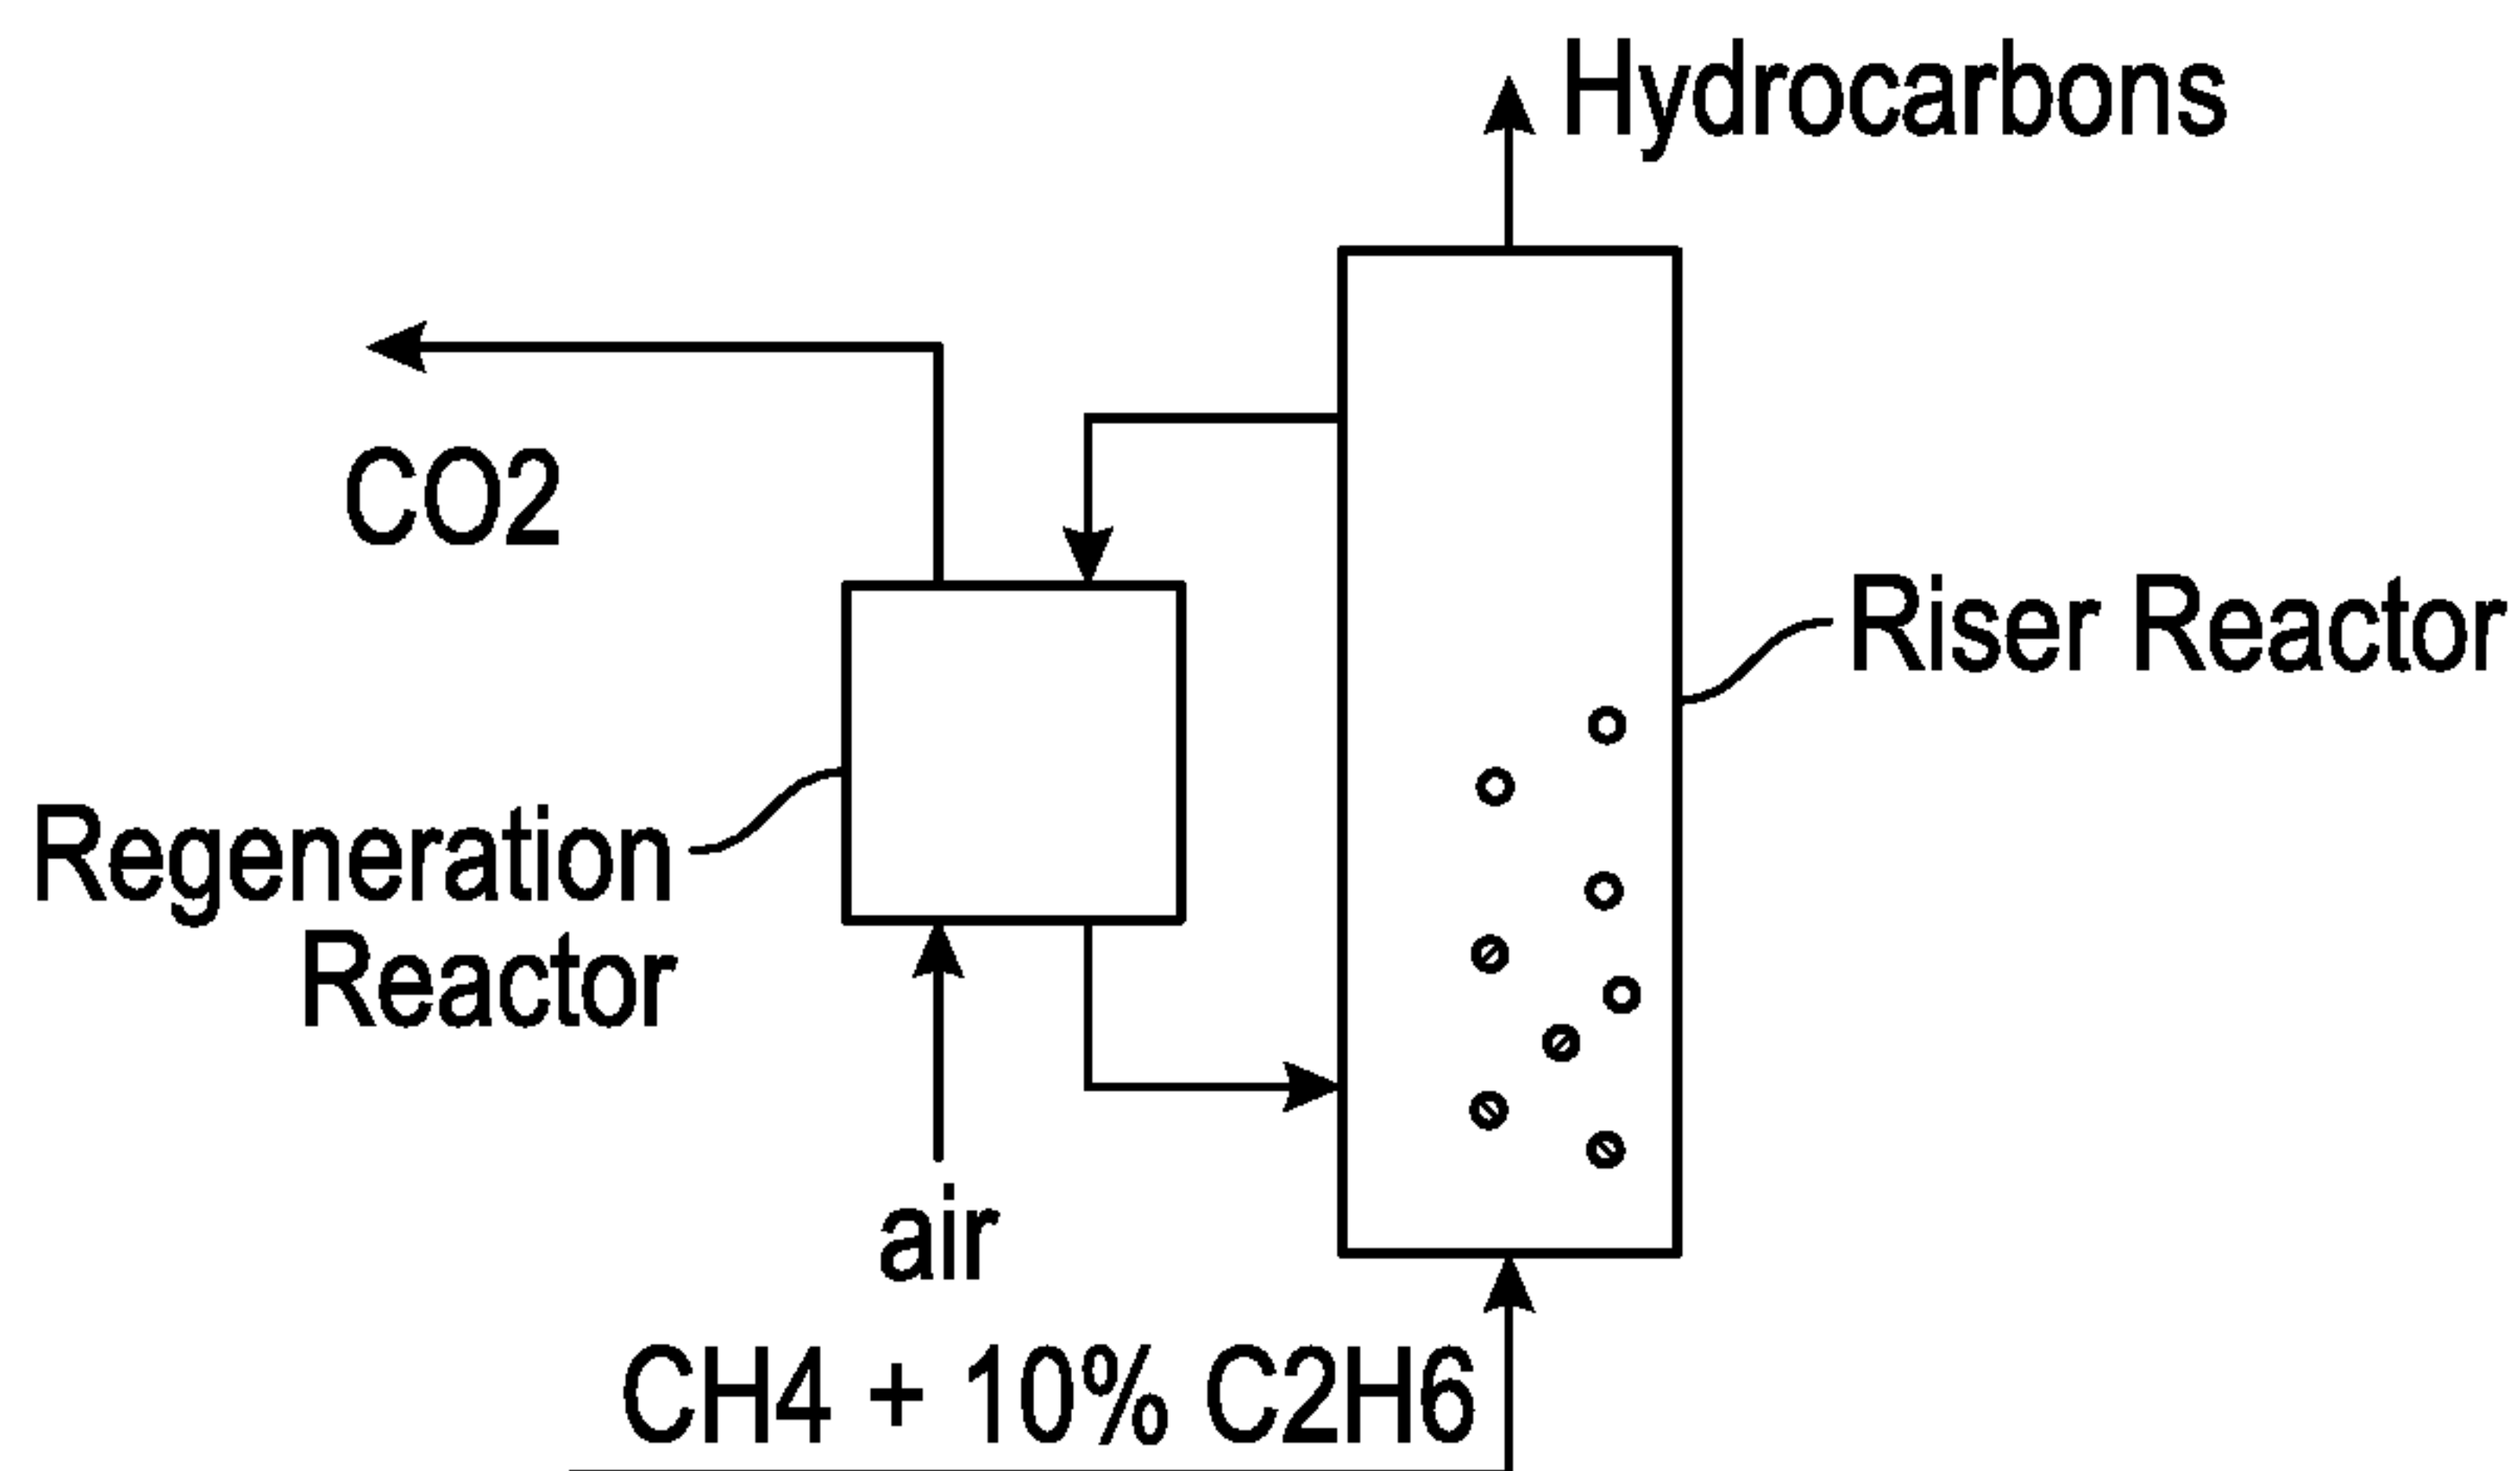 Hydrocarbons
CO2
Riser Reactor
Regeneration
Reactor
air
CH4 + 10% C2H6